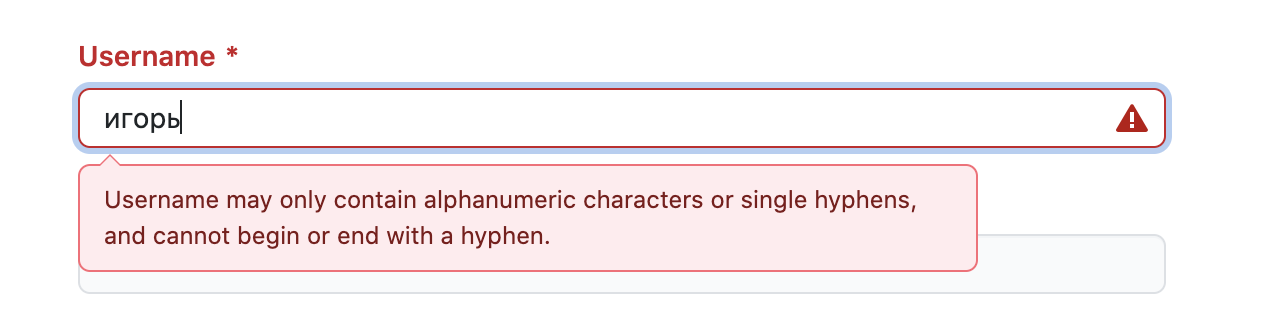 Username *
игорь
Username may only contain alphanumeric characters or single hyphens,
and cannot begin or end with a hyphen.